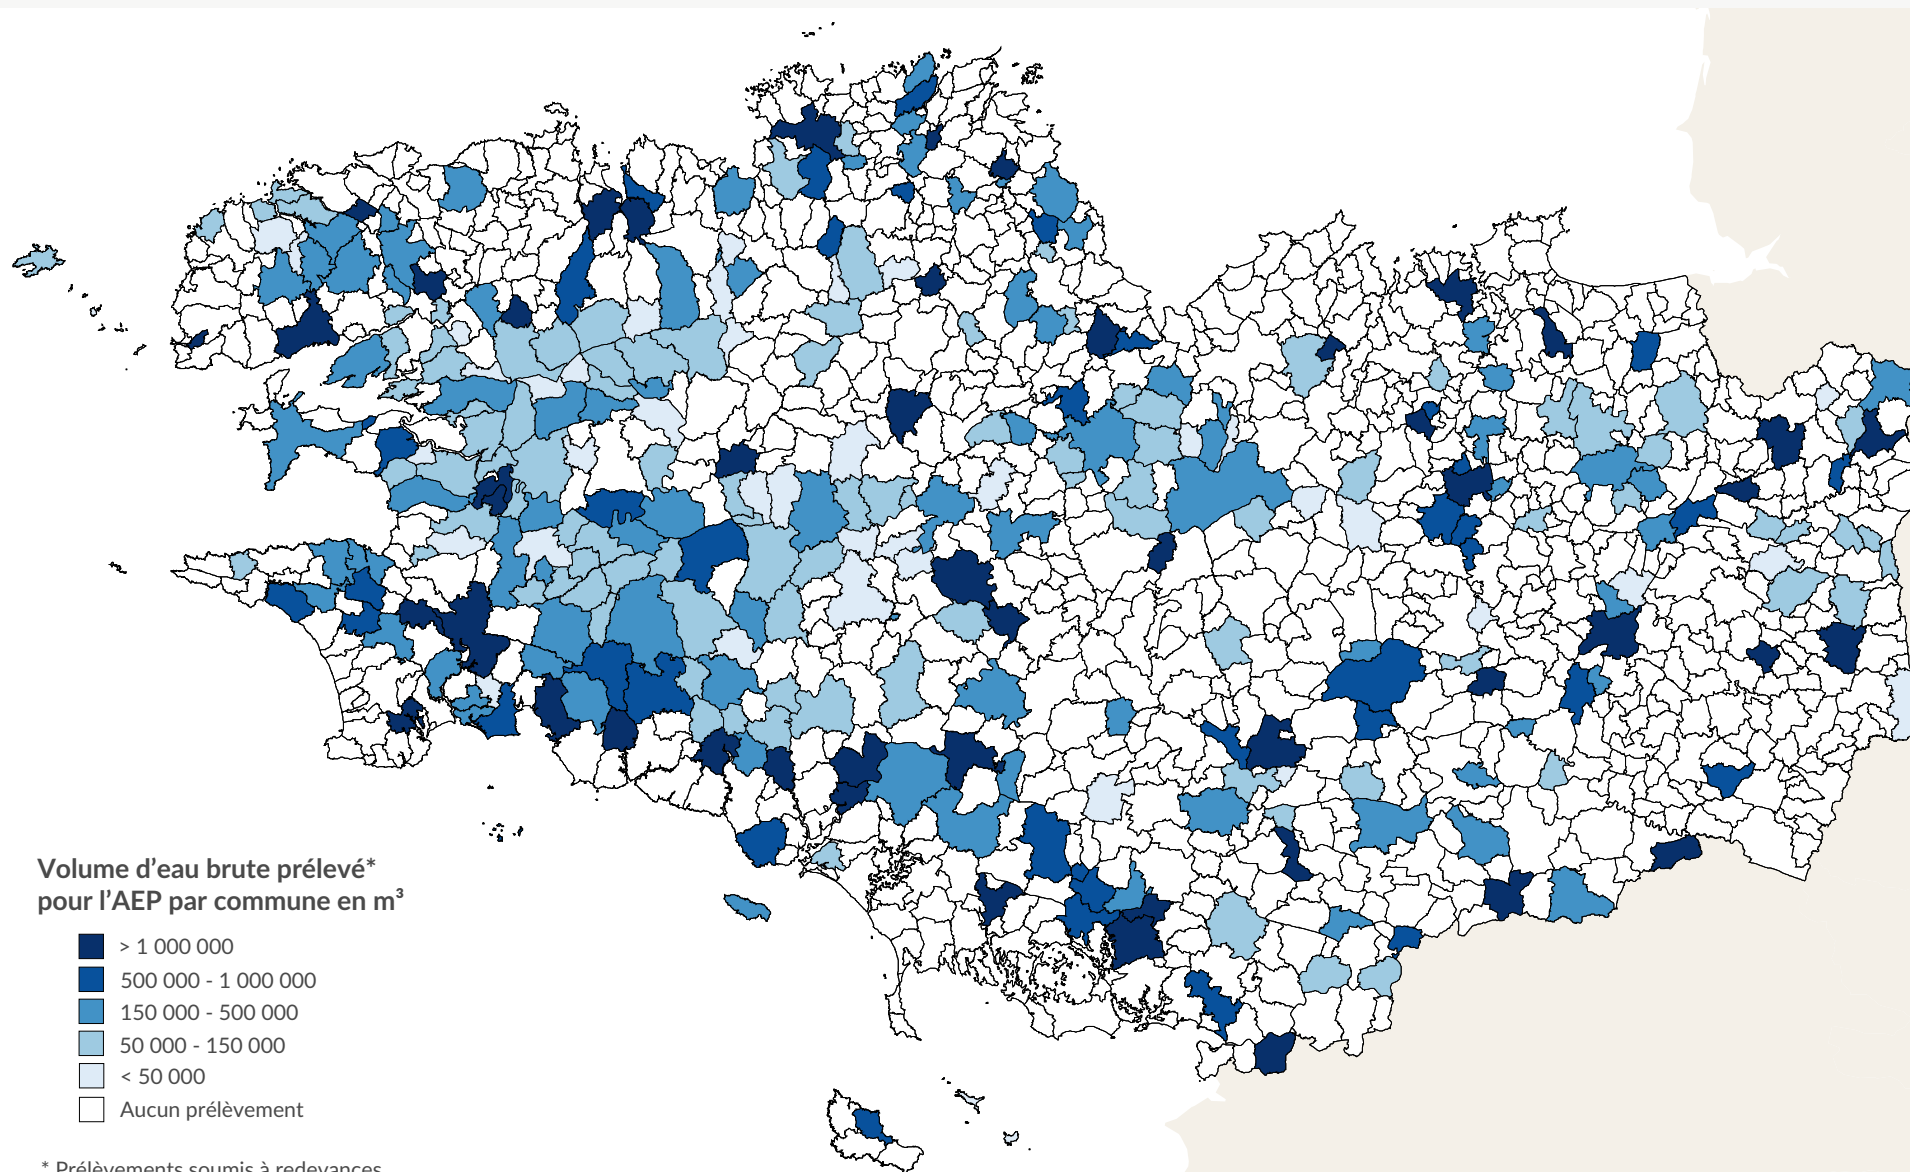 Volume d’eau brute prélevé*
pour l’AEP par commune en m³
> 1 000 000
500 000 - 1 000 000
150 000 - 500 000
50 000 - 150 000
< 50 000
Aucun prélèvement
* Prélèvements soumis à redevances